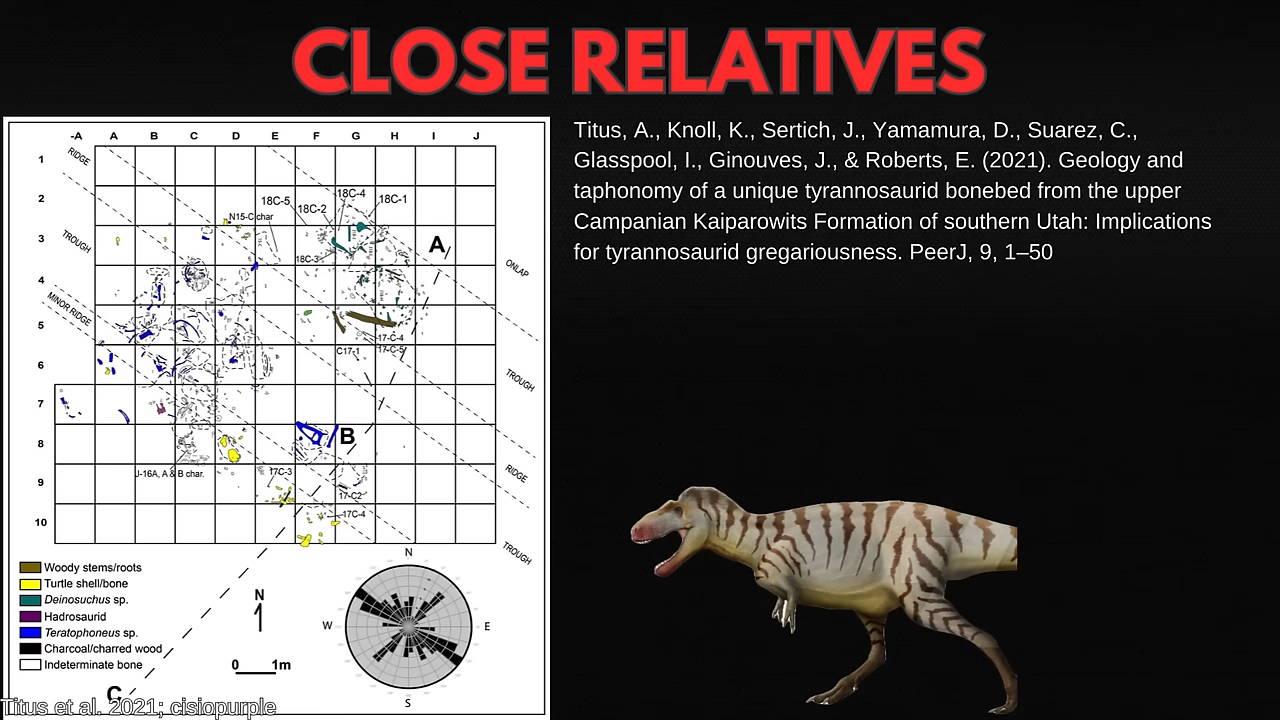 CLOSE RELATIVES
Titus, A., Knoll, K., Sertich, J., Yamamura, D., Suarez, C.,
Glasspool, I., Ginouves, J., & Roberts, E. (2021). Geology and
taphonomy of a unique tyrannosaurid bonebed from the upper
Campanian Kaiparowits Formation of southern Utah: Implications
for tyrannosaurid gregariousness. PeerJ, 9, 1–50
-A A B C D E F G H I J
1
RIDGE
2
18C-5
18C-2
18C-4
18C-1
N15-C char
3
TROUGH
18C-3
A
ONLAP
4
MINOR RIDGE
5
17-C-4
C17-1
17-C-5
6
TROUGH
7
8
B
J-16A, A & B char.
17C-3
RIDGE
9
17-C2
10
17C-4
TROUGH
Woody stems/roots
Turtle shell/bone
Deinosuchus sp.
Hadrosaurid
Teratophoneus sp.
Charcoal/charred wood
Indeterminate bone
N
0 1m
N
W
E
S
C
Titus et al. 2021; cisiopurple